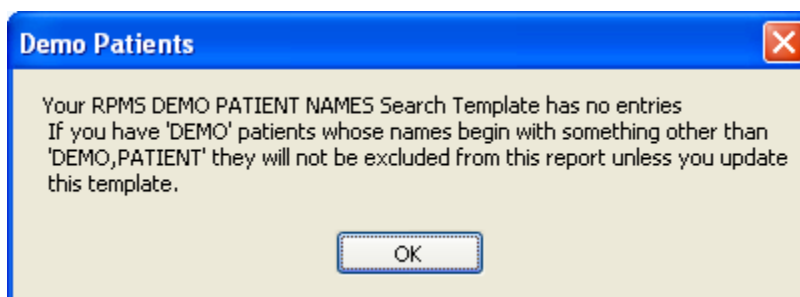 Demo Patients
Your RPMS DEMO PATIENT NAMES Search Template has no entries
If you have 'DEMO' patients whose names begin with something other than
'DEMO,PATIENT' they will not be excluded from this report unless you update
this template.
OK